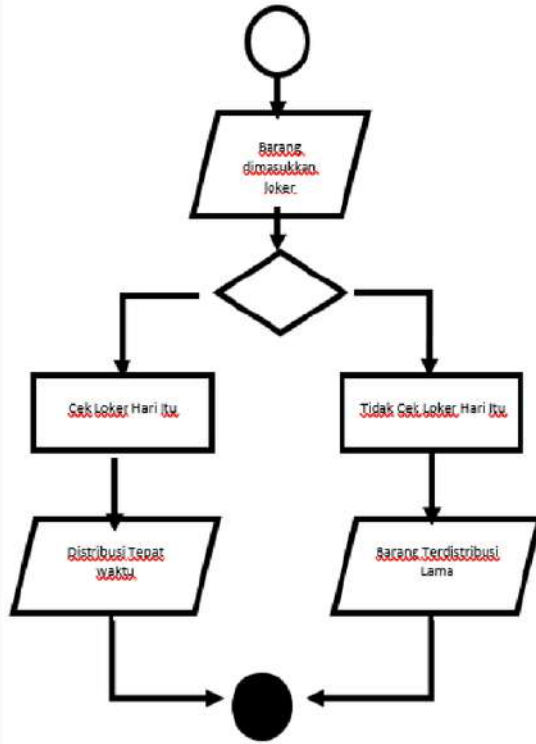 Barang
dimasukkan
loker
Cek Loker Hari Itu
Tidak Cek Loker Hari Itu
Distribusi Tepat
waktu
Barang Terdistribusi
Lama